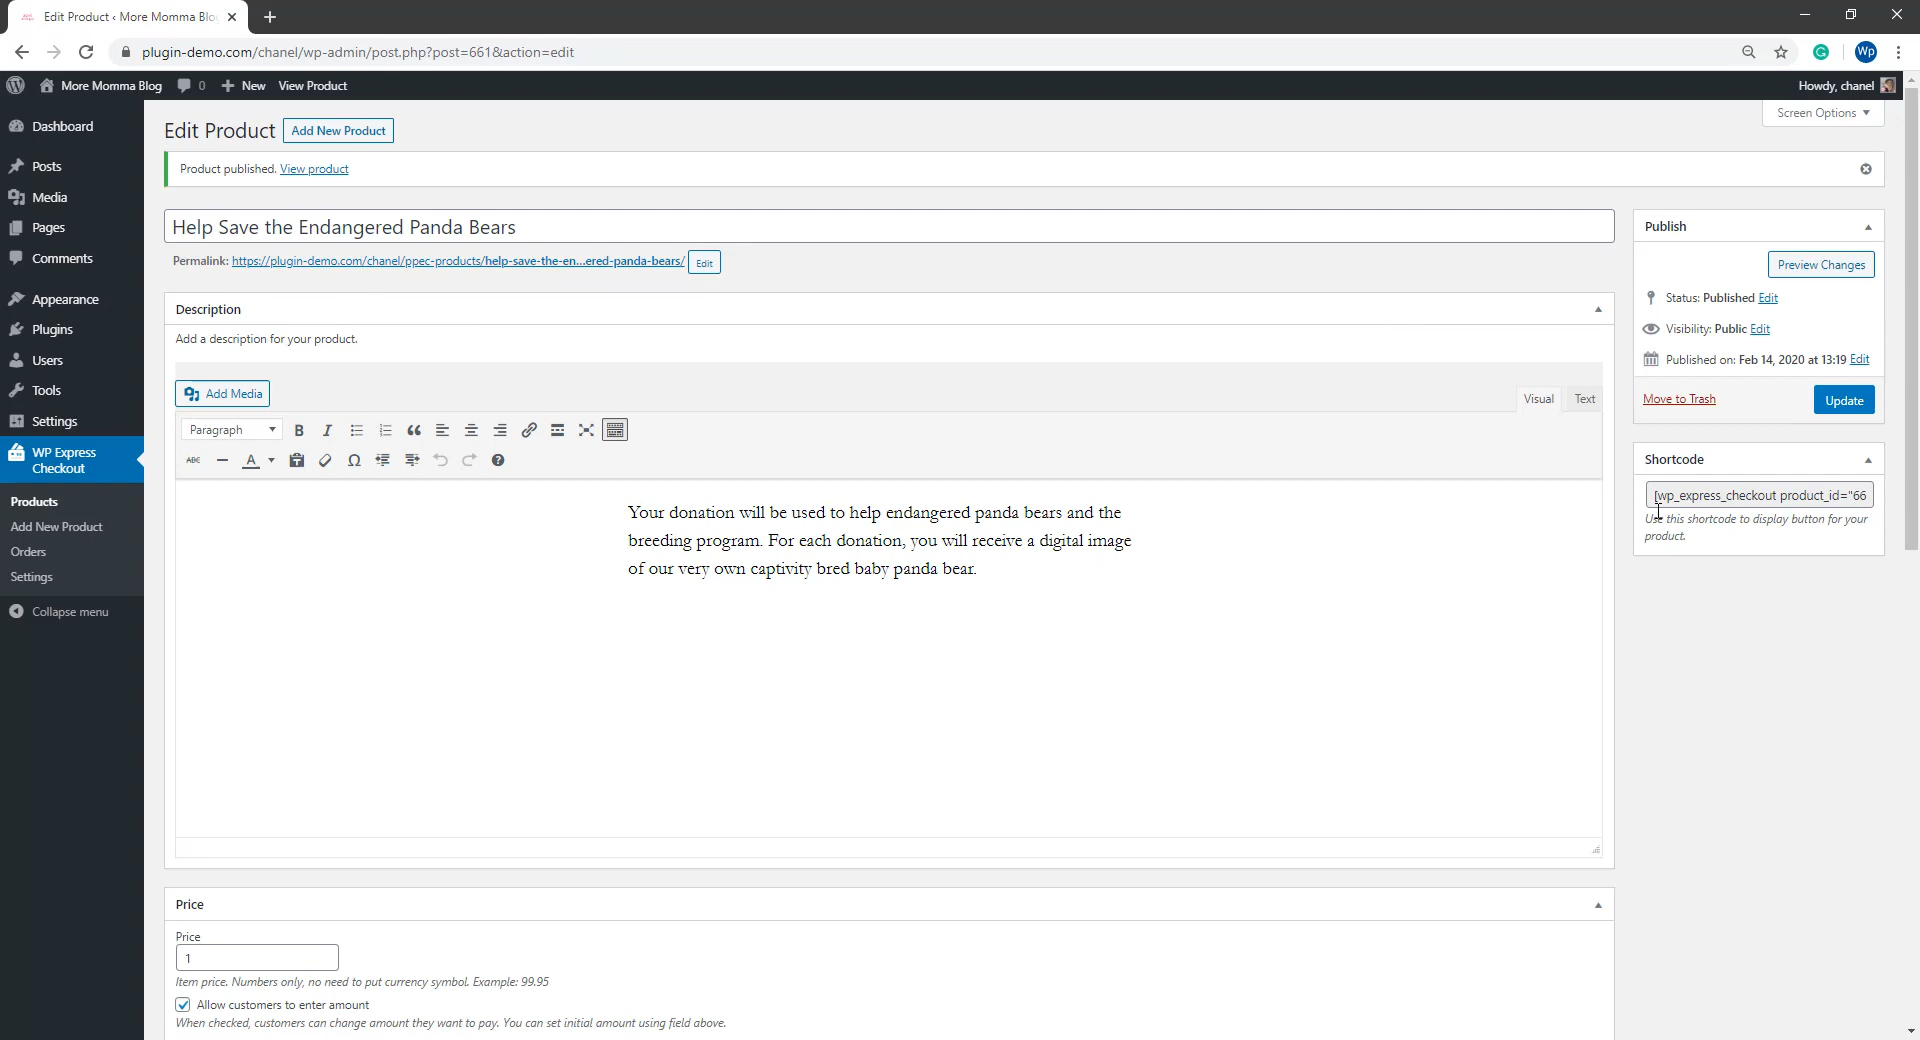 Edit Product ‹ More Momma Blo
plugin-demo.com/chanel/wp-admin/post.php?post=661&action=edit
Wp
More Momma Blog
0
New
View Product
Howdy, chanel
Dashboard
Posts
Media
Pages
Comments
Appearance
Plugins
Users
Tools
Settings
WP Express
Checkout
Products
Add New Product
Orders
Settings
Collapse menu
Screen Options
Edit Product
Add New Product
Product published. View product
Help Save the Endangered Panda Bears
Permalink: https://plugin-demo.com/chanel/ppec-products/help-save-the-en...ered-panda-bears/ Edit
Description
Add a description for your product.
Add Media
Visual
Text
Paragraph
B
I
ABC
A
Ω
Your donation will be used to help endangered panda bears and the
breeding program. For each donation, you will receive a digital image
of our very own captivity bred baby panda bear.
Price
Price
1
Item price. Numbers only, no need to put currency symbol. Example: 99.95
Allow customers to enter amount
When checked, customers can change amount they want to pay. You can set initial amount using field above.
Publish
Preview Changes
Status: Published Edit
Visibility: Public Edit
Published on: Feb 14, 2020 at 13:19 Edit
Move to Trash
Update
Shortcode
[wp_express_checkout product_id="66
Use this shortcode to display button for your
product.